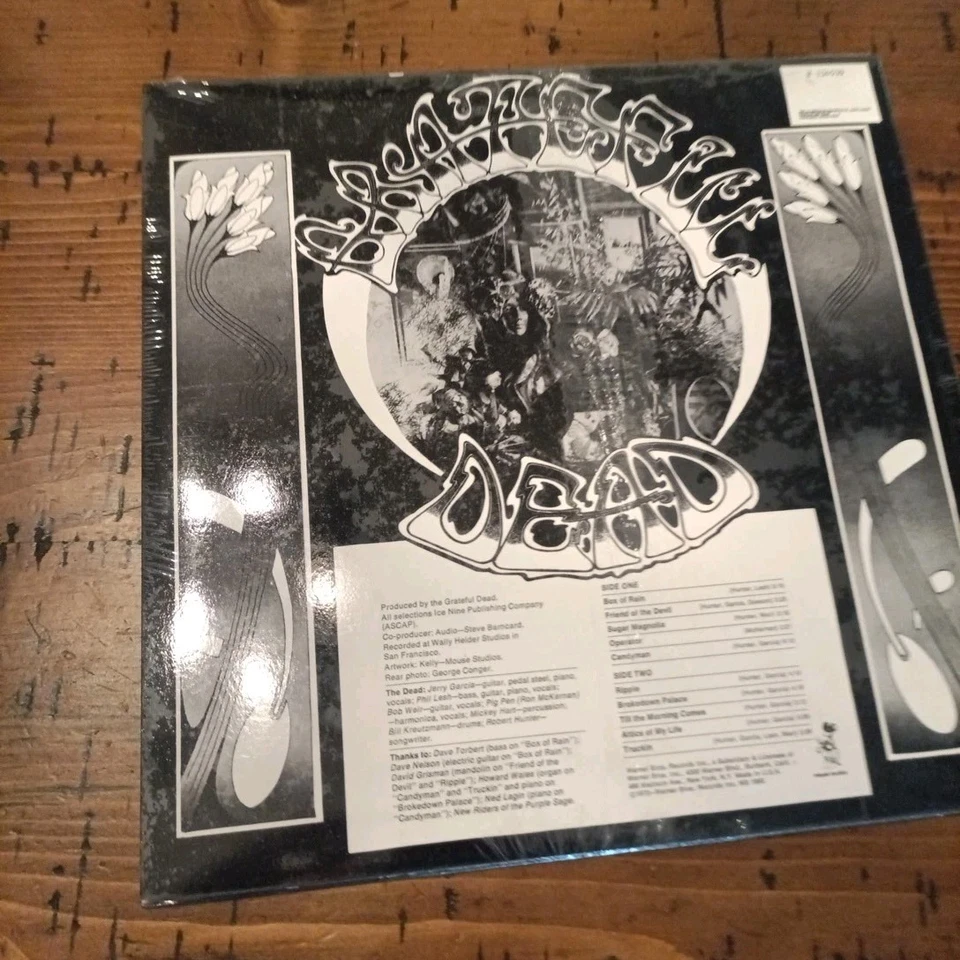 GRATEFUL
DEAD
Produced by the Grateful Dead.
All selections Ice Nine Publishing Company
(ASCAP).
Co-producer: Audio—Steve Barncard.
Recorded at Wally Heider Studios in
San Francisco.
Artwork: Kelly—Mouse Studios.
Rear photo: George Conger.
The Dead: Jerry Garcia—guitar, pedal steel, piano,
vocals; Phil Lesh—bass, guitar, piano, vocals;
Bob Weir—guitar, vocals; Pig Pen (Ron McKernan)
—harmonica, vocals; Mickey Hart—percussion;
Bill Kreutzmann—drums; Robert Hunter—
songwriter.
Thanks to: Dave Torbert (bass on "Box of Rain");
Dave Nelson (electric guitar on "Box of Rain");
David Grisman (mandolin on "Friend of the
Devil" and "Ripple"); Howard Wales (organ on
"Candyman" and "Truckin" and piano on
"Brokedown Palace"); Ned Lagin (piano on
"Candyman"); New Riders of the Purple Sage.
SIDE ONE
Box of Rain
Friend of the Devil
Sugar Magnolia
Operator
Candyman
SIDE TWO
Ripple
Brokedown Palace
Till the Morning Comes
Attics of My Life
Truckin